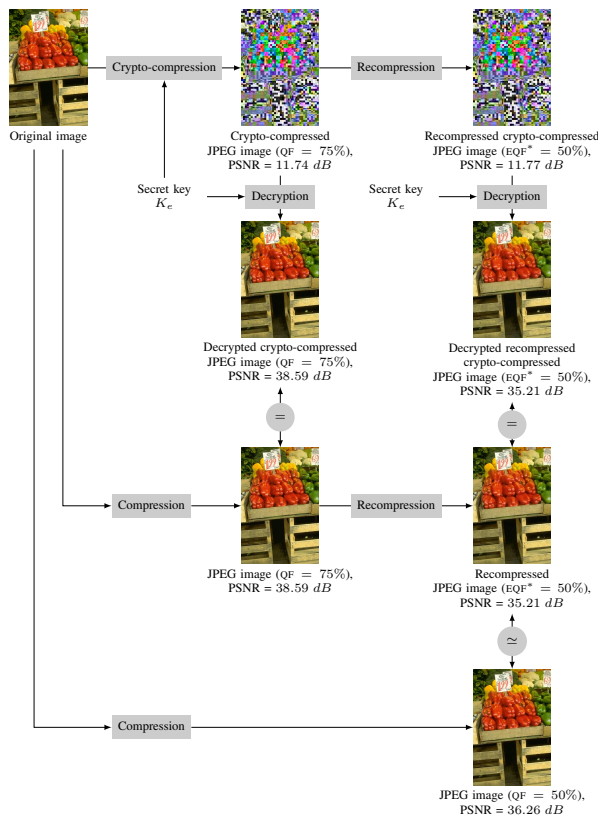 Crypto-compression
Recompression
Original image
Crypto-compressed
JPEG image (QF = 75%),
PSNR = 11.74 dB
Recompressed crypto-compressed
JPEG image (EQF* = 50%),
PSNR = 11.77 dB
Secret key
K_e
Decryption
Secret key
K_e
Decryption
Decrypted crypto-compressed
JPEG image (QF = 75%),
PSNR = 38.59 dB
Decrypted recompressed
crypto-compressed
JPEG image (EQF* = 50%),
PSNR = 35.21 dB
=
=
Compression
Recompression
JPEG image (QF = 75%),
PSNR = 38.59 dB
Recompressed
JPEG image (EQF* = 50%),
PSNR = 35.21 dB
≃
Compression
JPEG image (QF = 50%),
PSNR = 36.26 dB